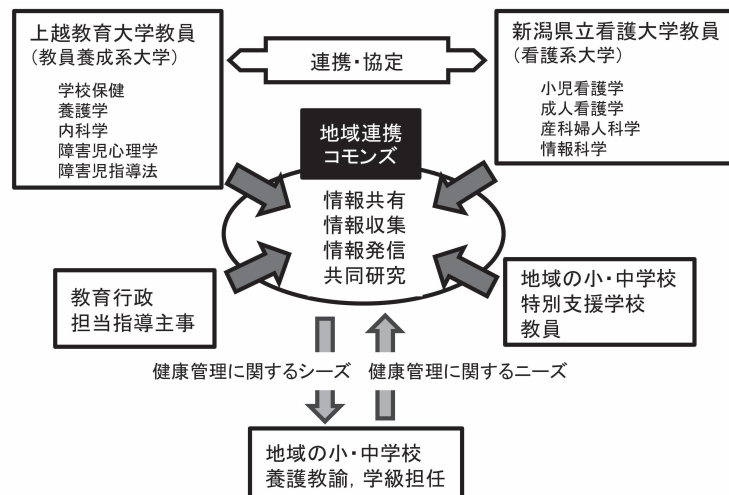 上越教育大学教員
(教員養成系大学)
学校保健
養護学
内科学
障害児心理学
障害児指導法
連携・協定
新潟県立看護大学教員
(看護系大学)
小児看護学
成人看護学
産科婦人科学
情報科学
地域連携
コモンズ
情報共有
情報収集
情報発信
共同研究
教育行政
担当指導主事
地域の小・中学校
特別支援学校
教員
健康管理に関するシーズ
健康管理に関するニーズ
地域の小・中学校
養護教諭, 学級担任